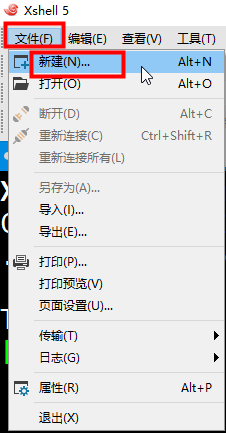 Xshell 5
文件(F) 编辑(E) 查看(V) 工具(T)
新建(N)... Alt+N
打开(O) Alt+O
断开(D) Alt+C
重新连接(C) Ctrl+Shift+R
重新连接所有(L)
另存为(A)...
导入(I)...
导出(E)...
打印(P)...
打印预览(V)
页面设置(U)...
传输(T)
日志(G)
属性(R) Alt+P
退出(X)